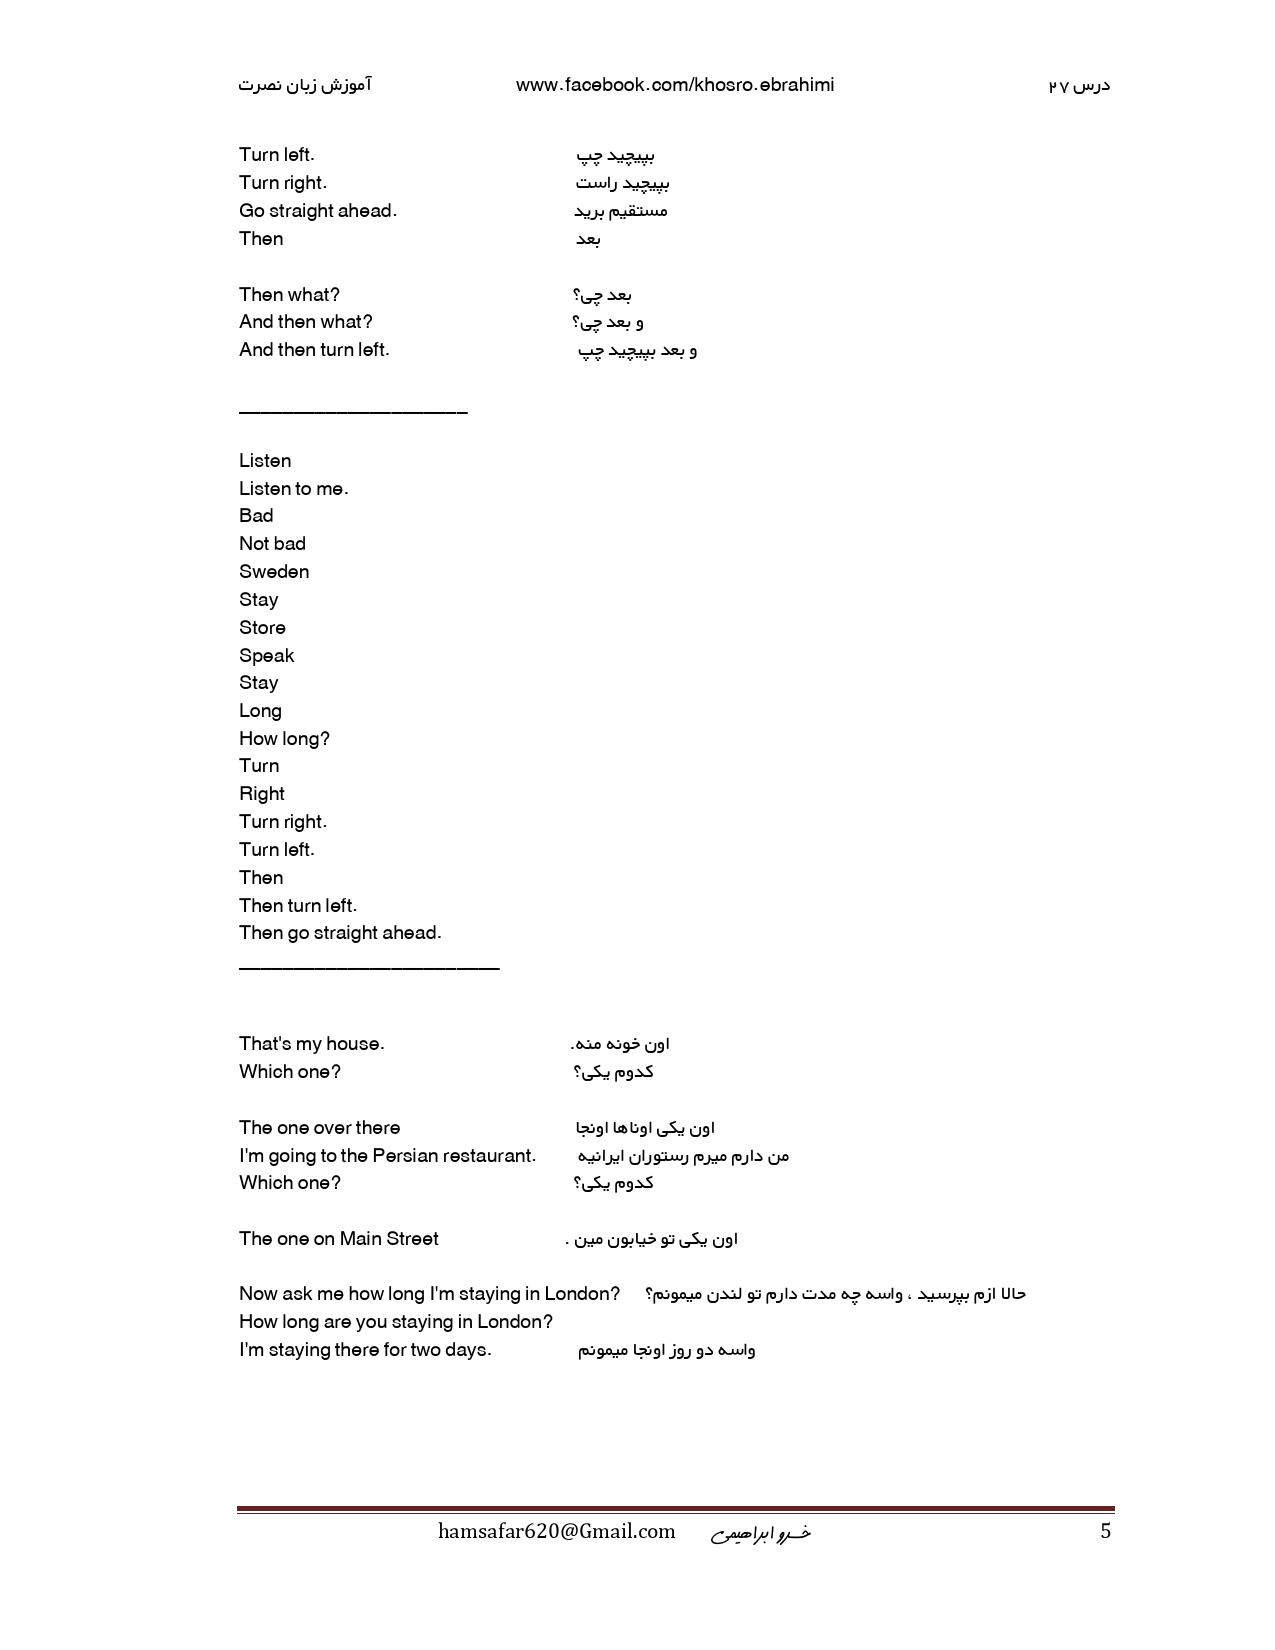 آموزش زبان نصرت www.facebook.com/khosro.ebrahimi درس ۲۷
Turn left. بپیچید چپ
Turn right. بپیچید راست
Go straight ahead. مستقیم برید
Then بعد
Then what? بعد چی؟
And then what? و بعد چی؟
And then turn left. و بعد بپیچید چپ
Listen
Listen to me.
Bad
Not bad
Sweden
Stay
Store
Speak
Stay
Long
How long?
Turn
Right
Turn right.
Turn left.
Then
Then turn left.
Then go straight ahead.
That's my house. اون خونه منه.
Which one? کدوم یکی؟
The one over there اون یکی اوناها اونجا
I'm going to the Persian restaurant. من دارم میرم رستوران ایرانیه
Which one? کدوم یکی؟
The one on Main Street اون یکی تو خیابون مین .
Now ask me how long I'm staying in London? حالا ازم بپرسید ، واسه چه مدت دارم تو لندن میمونم؟
How long are you staying in London?
I'm staying there for two days. واسه دو روز اونجا میمونم
hamsafar620@Gmail.com خسرو ابراهیمی 5